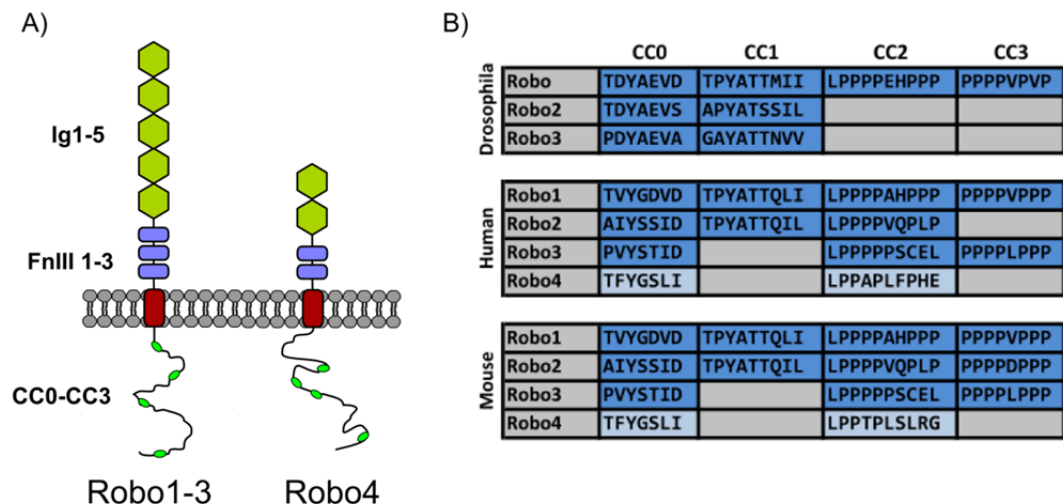 A)
Ig1-5
FnIII 1-3
CC0-CC3
Robo1-3 Robo4
B)
CC0 CC1 CC2 CC3
Drosophila
Robo TDYAEVD TPYATTMII LPPPPEHPPP PPPPVPVP
Robo2 TDYAEVS APYATSSIL
Robo3 PDYAEVA GAYATTNVV
Human
Robo1 TVYGDVD TPYATTQLI LPPPPAHPPP PPPPVPPP
Robo2 AIYSSID TPYATTQIL LPPPPVQPLP
Robo3 PVYSTID LPPPPPSCEL PPPPLPPP
Robo4 TFYGSLI LPPAPLFPHE
Mouse
Robo1 TVYGDVD TPYATTQLI LPPPPAHPPP PPPPVPPP
Robo2 AIYSSID TPYATTQIL LPPPPVQPLP PPPPDPPP
Robo3 PVYSTID LPPPPPSCEL PPPPLPPP
Robo4 TFYGSLI LPPTPLSLRG